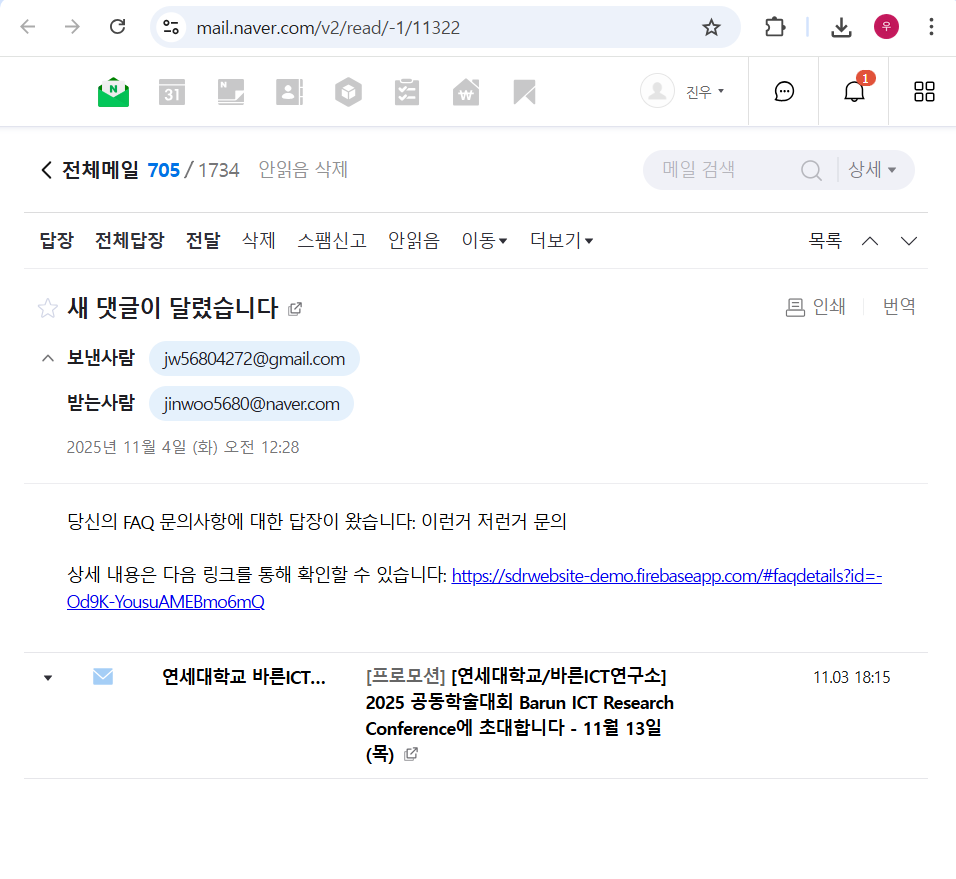 mail.naver.com/v2/read/-1/11322
우
31
N
N
₩
진우
1
전체메일 705 / 1734 안읽음 삭제
메일 검색 상세
답장 전체답장 전달 삭제 스팸신고 안읽음 이동 더보기 목록
새 댓글이 달렸습니다 인쇄 번역
보낸사람 jw56804272@gmail.com
받는사람 jinwoo5680@naver.com
2025년 11월 4일 (화) 오전 12:28
당신의 FAQ 문의사항에 대한 답장이 왔습니다: 이런거 저런거 문의
상세 내용은 다음 링크를 통해 확인할 수 있습니다: https://sdrwebsite-demo.firebaseapp.com/#faqdetails?id=-
Od9K-YousuAMEBmo6mQ
연세대학교 바른ICT... [프로모션] [연세대학교/바른ICT연구소] 11.03 18:15
2025 공동학술대회 Barun ICT Research
Conference에 초대합니다 - 11월 13일
(목)